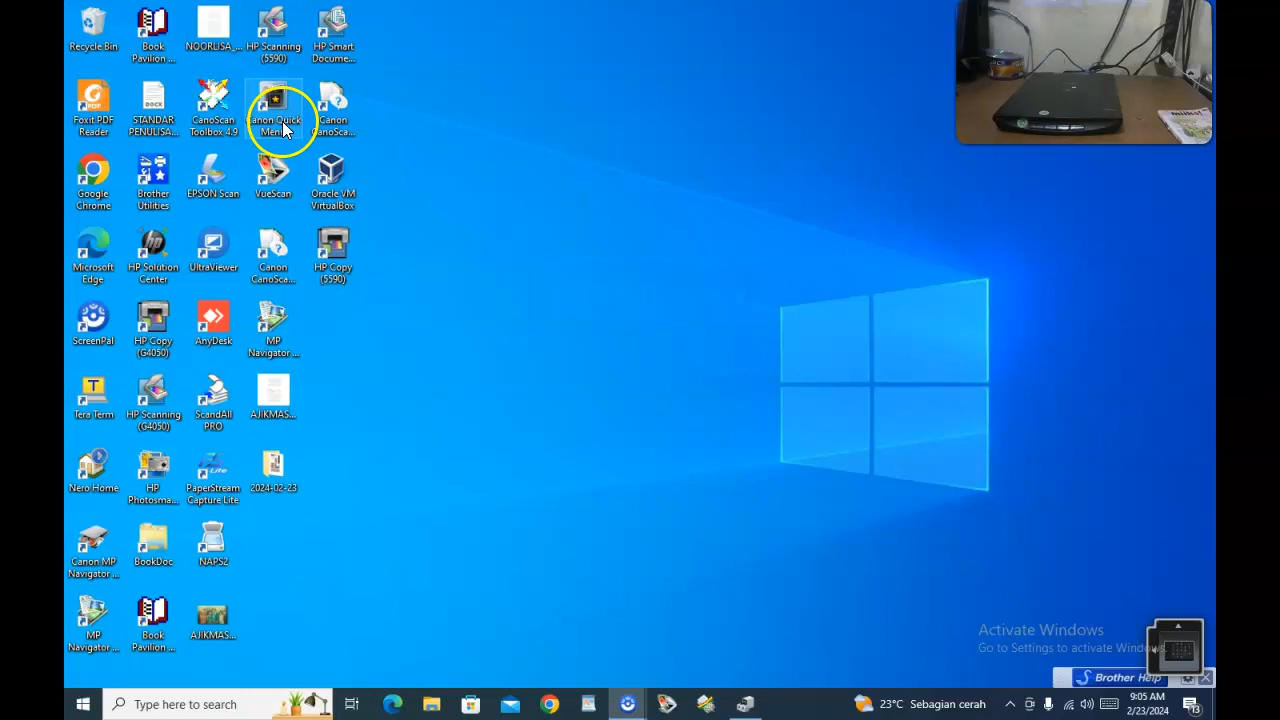 Recycle Bin
Book
Pavilion ...
NOORLISA_...
HP Scanning
(5590)
HP Smart
Docume...
Foxit PDF
Reader
STANDAR
PENULISA...
CanoScan
Toolbox 4.9
Canon Quick
Menu
Canon
CanoSca...
Google
Chrome
Brother
Utilities
EPSON Scan
VueScan
Oracle VM
VirtualBox
Microsoft
Edge
HP Solution
Center
UltraViewer
Canon
CanoSca...
HP Copy
(5590)
ScreenPal
HP Copy
(G4050)
AnyDesk
MP
Navigator ...
Tera Term
HP Scanning
(G4050)
ScandAll
PRO
AJIKMAS...
Nero Home
HP
Photosma...
PaperStream
Capture Lite
2024-02-23
Canon MP
Navigator ...
BookDoc
NAPS2
MP
Navigator ...
Book
Pavilion ...
AJIKMAS...
Activate Windows
Go to Settings to activate Windows.
Brother Help
Type here to search
23°C Sebagian cerah
9:05 AM
2/23/2024